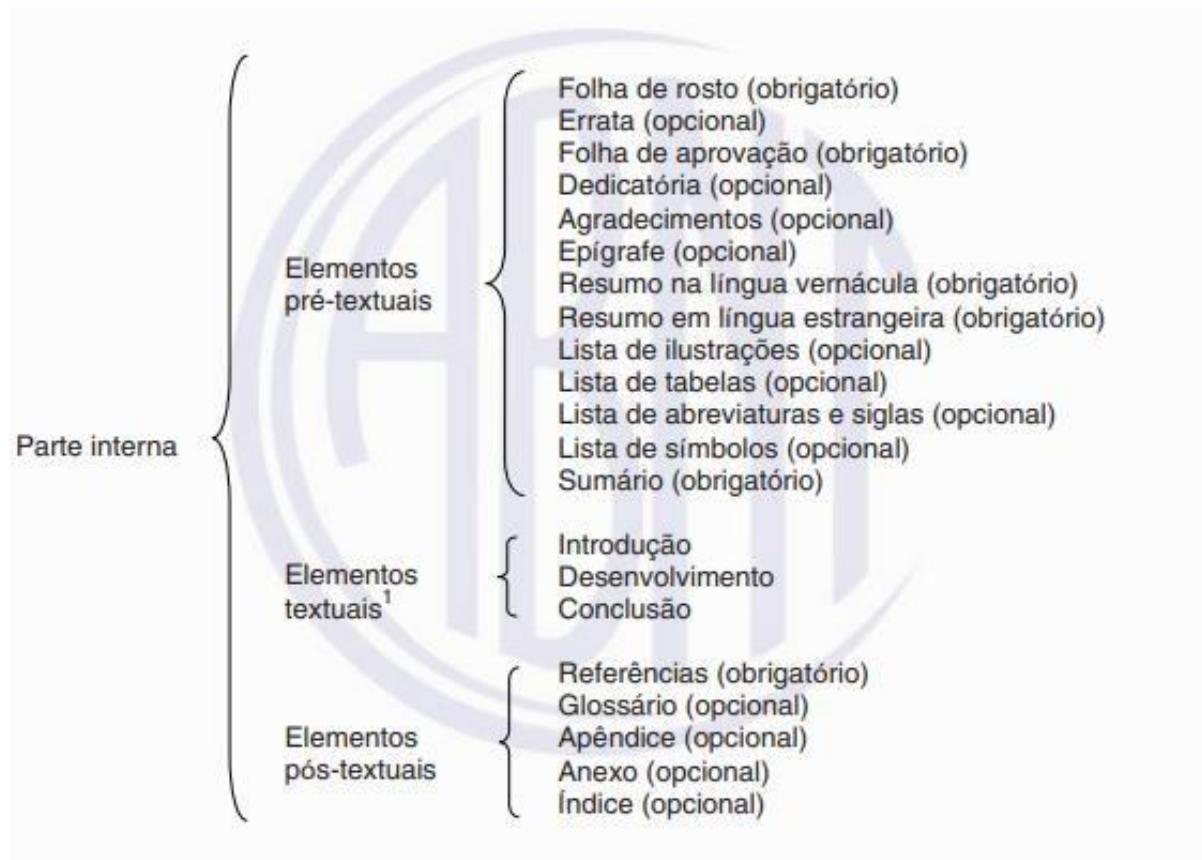 Parte interna
Elementos
pré-textuais
Folha de rosto (obrigatório)
Errata (opcional)
Folha de aprovação (obrigatório)
Dedicatória (opcional)
Agradecimentos (opcional)
Epígrafe (opcional)
Resumo na língua vernácula (obrigatório)
Resumo em língua estrangeira (obrigatório)
Lista de ilustrações (opcional)
Lista de tabelas (opcional)
Lista de abreviaturas e siglas (opcional)
Lista de símbolos (opcional)
Sumário (obrigatório)
Elementos
textuais¹
Introdução
Desenvolvimento
Conclusão
Elementos
pós-textuais
Referências (obrigatório)
Glossário (opcional)
Apêndice (opcional)
Anexo (opcional)
Índice (opcional)
ABNT